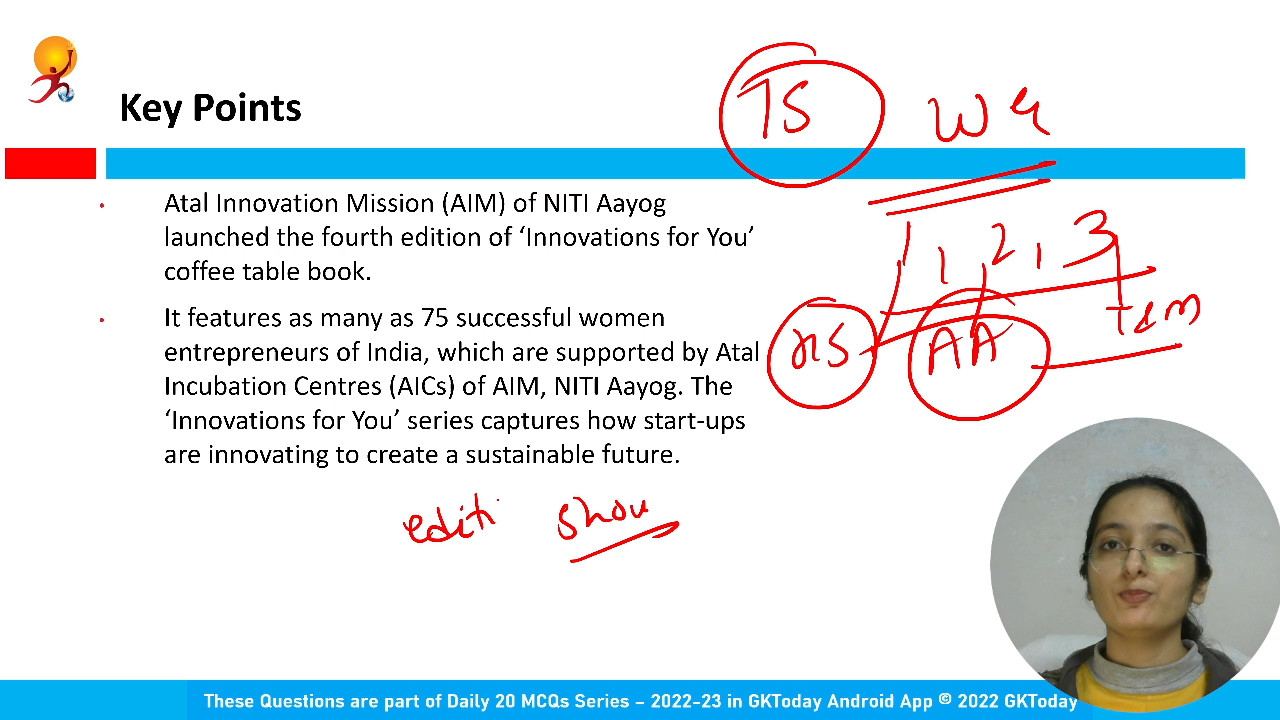 Key Points
TS
W
1, 2, 3
AA
Atal Innovation Mission (AIM) of NITI Aayog
launched the fourth edition of ‘Innovations for You’
coffee table book.
It features as many as 75 successful women
entrepreneurs of India, which are supported by Atal
Incubation Centres (AICs) of AIM, NITI Aayog. The
‘Innovations for You’ series captures how start-ups
are innovating to create a sustainable future.
These Questions are part of Daily 20 MCQs Series – 2022-23 in GKToday Android App © 2022 GKToday